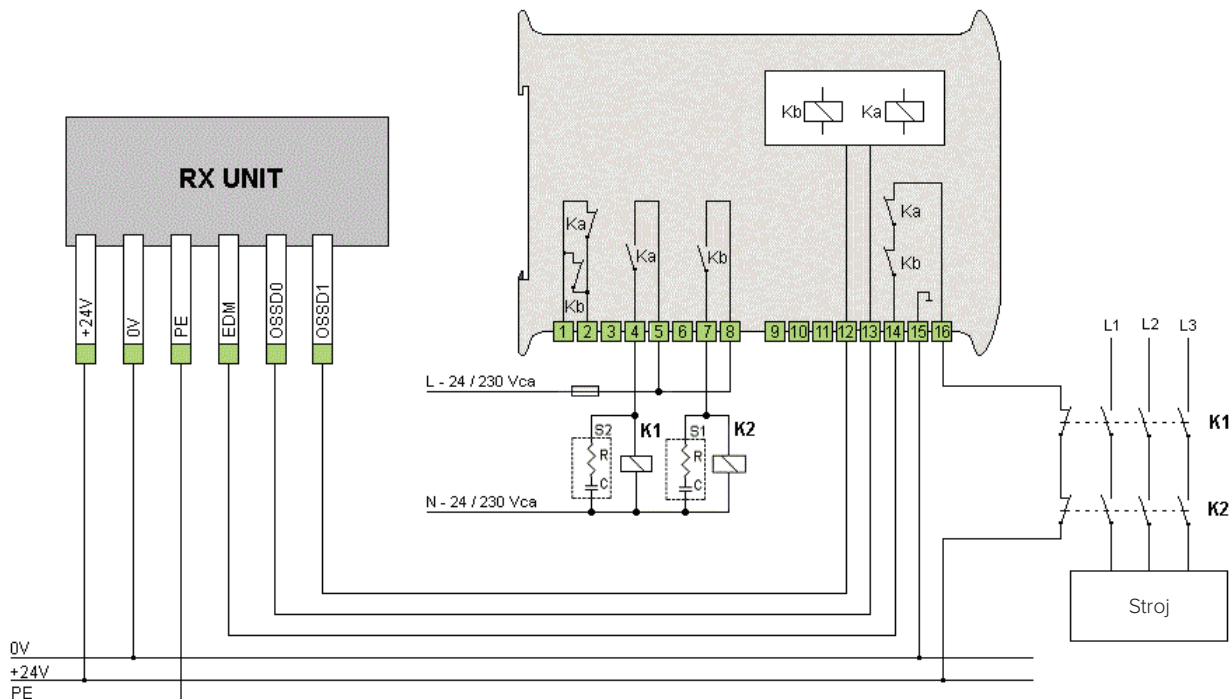 Kb
Ka
RX UNIT
Ka
Kb
Ka
Kb
Ka
Kb
+24V
0V
PE
EDM
OSSD0
OSSD1
1 2 3 4 5 6 7 8 9 10 11 12 13 14 15 16
L1 L2 L3
L - 24 / 230 Vca
S2
K1
S1
K2
R
C
R
C
N - 24 / 230 Vca
K1
K2
Stroj
0V
+24V
PE